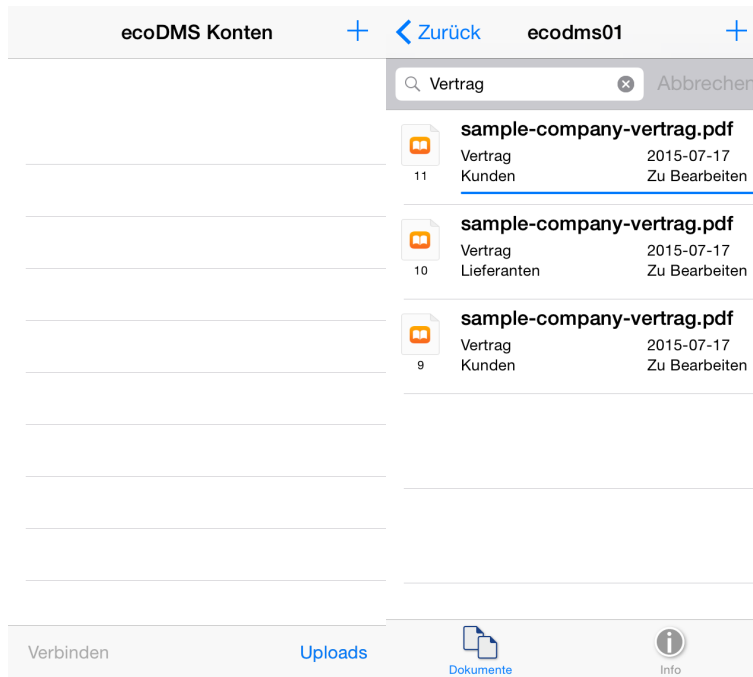 ecoDMS Konten
Verbinden
Uploads
Zurück
ecodms01
Vertrag
Abbrechen
sample-company-vertrag.pdf
Vertrag 2015-07-17
11 Kunden Zu Bearbeiten
sample-company-vertrag.pdf
Vertrag 2015-07-17
10 Lieferanten Zu Bearbeiten
sample-company-vertrag.pdf
Vertrag 2015-07-17
9 Kunden Zu Bearbeiten
Dokumente
Info